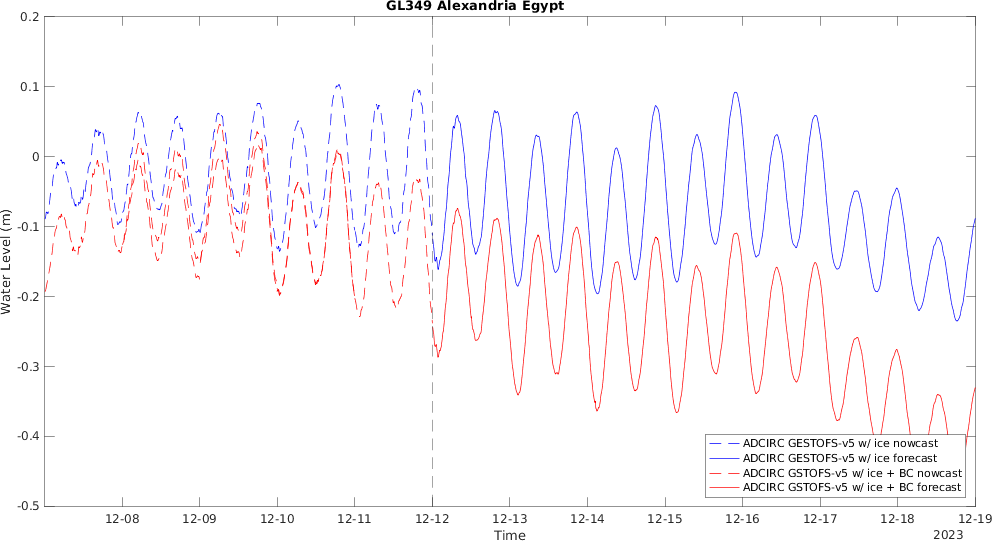 GL349 Alexandria Egypt
0.2
0.1
0
-0.1
-0.2
-0.3
-0.4
-0.5
Water Level (m)
ADCIRC GESTOFS-v5 w/ ice nowcast
ADCIRC GESTOFS-v5 w/ ice forecast
ADCIRC GSTOFS-v5 w/ ice + BC nowcast
ADCIRC GSTOFS-v5 w/ ice + BC forecast
12-08 12-09 12-10 12-11 12-12 12-13 12-14 12-15 12-16 12-17 12-18 12-19
Time
2023